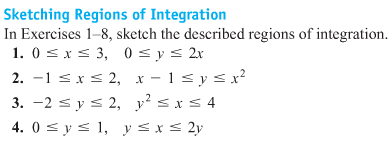 Sketching Regions of Integration
In Exercises 1–8, sketch the described regions of integration.
1. 0 ≤ x ≤ 3, 0 ≤ y ≤ 2x
2. −1 ≤ x ≤ 2, x − 1 ≤ y ≤ x²
3. −2 ≤ y ≤ 2, y² ≤ x ≤ 4
4. 0 ≤ y ≤ 1, y ≤ x ≤ 2y